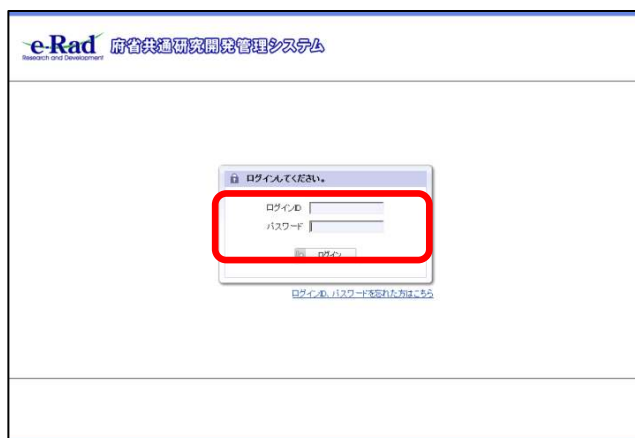 e-Rad 府省共通研究開発管理システム
Research and Development
ログインしてください。
ログインID
パスワード
ログイン
ログインID、パスワードを忘れた方はこちら